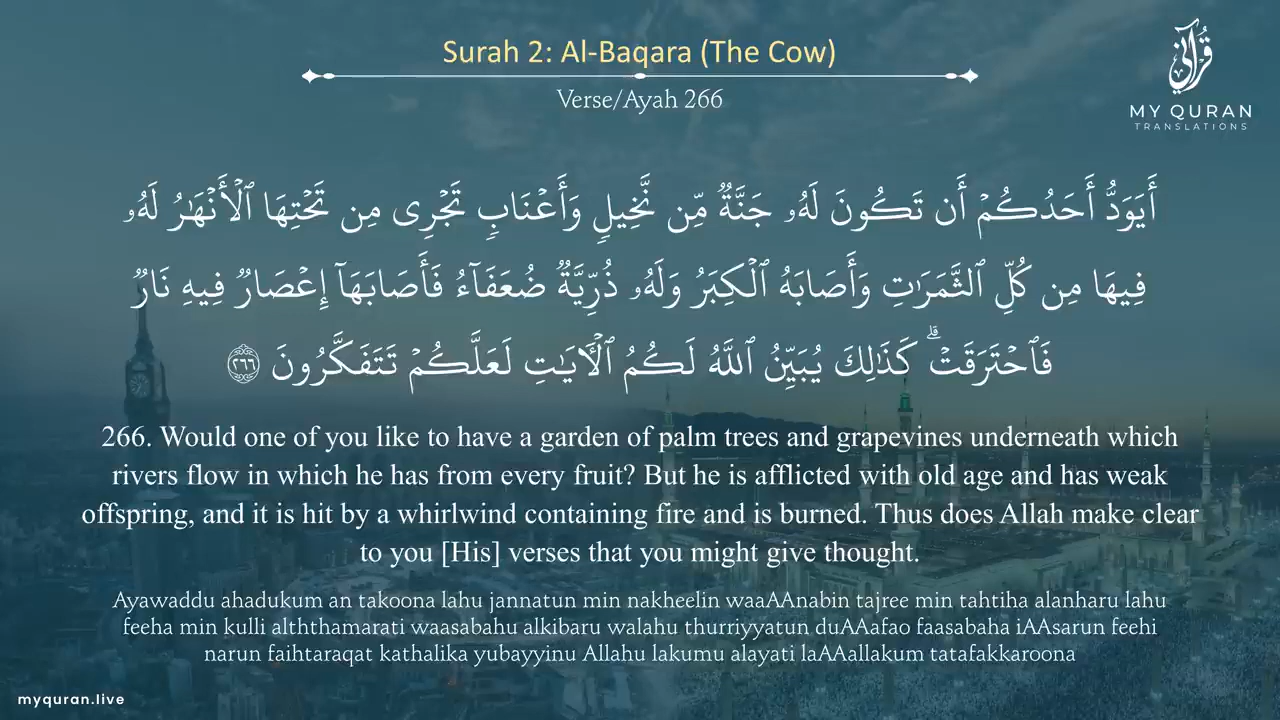 Surah 2: Al-Baqara (The Cow)
Verse/Ayah 266
قرآني
MY QURAN
TRANSLATIONS
أَيَوَدُّ أَحَدُكُمْ أَن تَكُونَ لَهُۥ جَنَّةٌ مِّن نَّخِيلٍ وَأَعْنَابٍ تَجْرِى مِن تَحْتِهَا ٱلْأَنْهَٰرُ لَهُۥ
فِيهَا مِن كُلِّ ٱلثَّمَرَٰتِ وَأَصَابَهُ ٱلْكِبَرُ وَلَهُۥ ذُرِّيَّةٌ ضُعَفَآءُ فَأَصَابَهَآ إِعْصَارٌ فِيهِ نَارٌ
فَٱحْتَرَقَتْ ۗ كَذَٰلِكَ يُبَيِّنُ ٱللَّهُ لَكُمُ ٱلْءَايَٰتِ لَعَلَّكُمْ تَتَفَكَّرُونَ ٢٦٦
266. Would one of you like to have a garden of palm trees and grapevines underneath which
rivers flow in which he has from every fruit? But he is afflicted with old age and has weak
offspring, and it is hit by a whirlwind containing fire and is burned. Thus does Allah make clear
to you [His] verses that you might give thought.
Ayawaddu ahadukum an takoona lahu jannatun min nakheelin waaAAnabin tajree min tahtiha alanharu lahu
feeha min kulli alththamarati waasabahu alkibaru walahu thurriyyatun duAAafao faasabaha iAAsarun feehi
narun faihtaraqat kathalika yubayyinu Allahu lakumu alayati laAAallakum tatafakkaroona
myquran.live